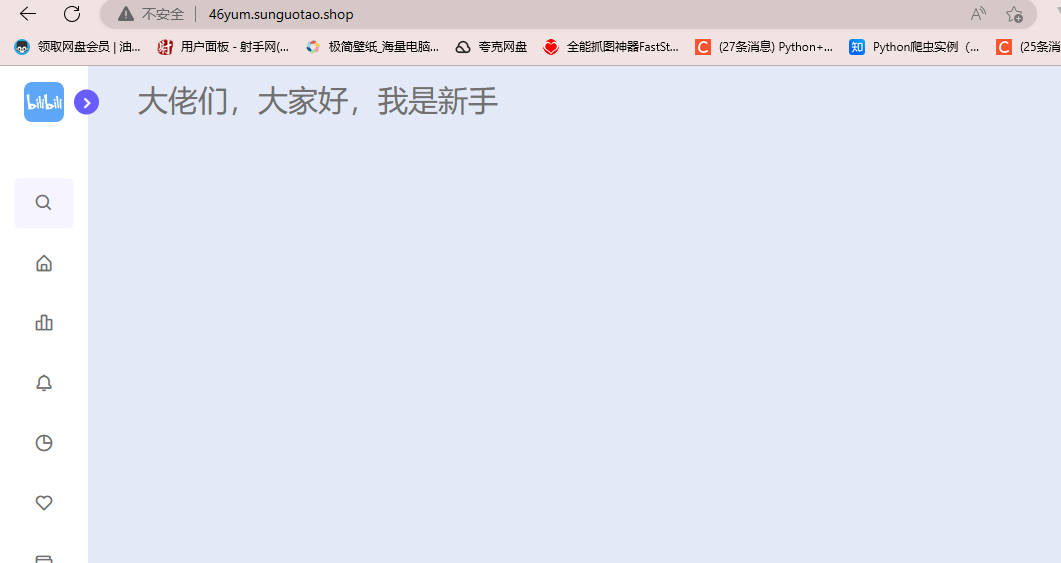 不安全 46yum.sunguotao.shop
领取网盘会员 | 油... 用户面板 - 射手网(... 极简壁纸_海量电脑... 夸克网盘 全能抓图神器FastSt... (27条消息) Python+... Python爬虫实例（... (25条消
bilibili 大佬们，大家好，我是新手